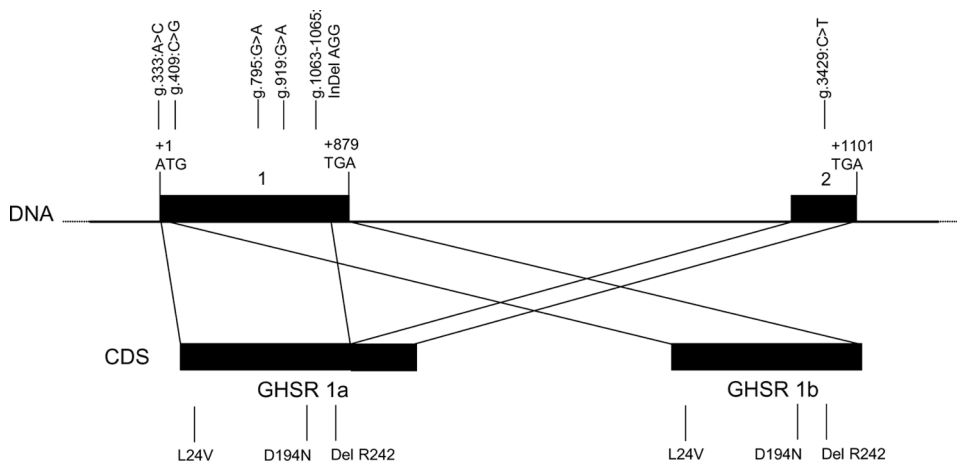 g.333:A>C
g.409:C>G
g.795:G>A
g.919:G>A
g.1063-1065:
InDel AGG
g.3429:C>T
+1
ATG
+879
TGA
+1101
TGA
1
2
DNA
CDS
GHSR 1a
GHSR 1b
L24V
D194N
Del R242
L24V
D194N
Del R242